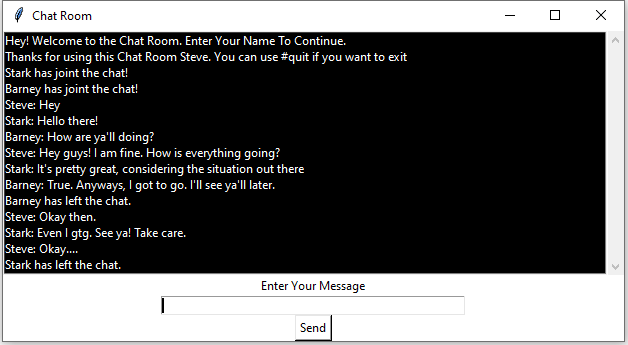 Chat Room
Hey! Welcome to the Chat Room. Enter Your Name To Continue.
Thanks for using this Chat Room Steve. You can use #quit if you want to exit
Stark has joint the chat!
Barney has joint the chat!
Steve: Hey
Stark: Hello there!
Barney: How are ya'll doing?
Steve: Hey guys! I am fine. How is everything going?
Stark: It's pretty great, considering the situation out there
Barney: True. Anyways, I got to go. I'll see ya'll later.
Barney has left the chat.
Steve: Okay then.
Stark: Even I gtg. See ya! Take care.
Steve: Okay....
Stark has left the chat.
Enter Your Message
Send